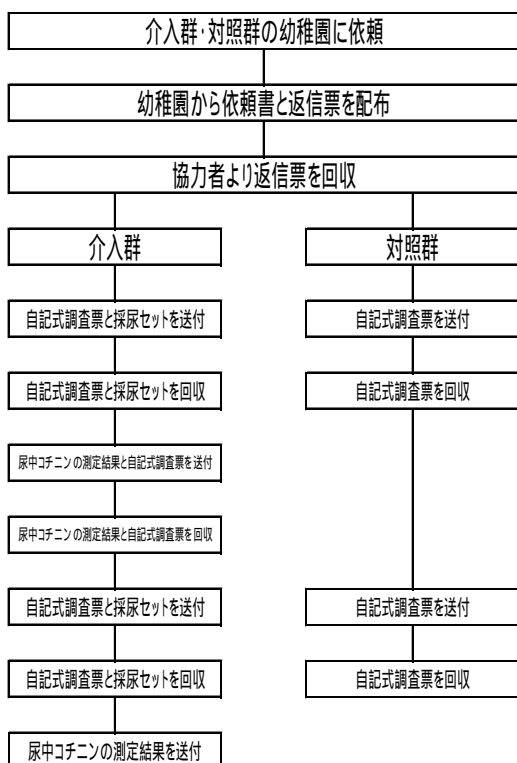 介入群・対照群の幼稚園に依頼
幼稚園から依頼書と返信票を配布
協力者より返信票を回収
介入群
対照群
自記式調査票と採尿セットを送付
自記式調査票を送付
自記式調査票と採尿セットを回収
自記式調査票を回収
尿中コチニンの測定結果と自記式調査票を送付
尿中コチニンの測定結果と自記式調査票を回収
自記式調査票と採尿セットを送付
自記式調査票を送付
自記式調査票と採尿セットを回収
自記式調査票を回収
尿中コチニンの測定結果を送付